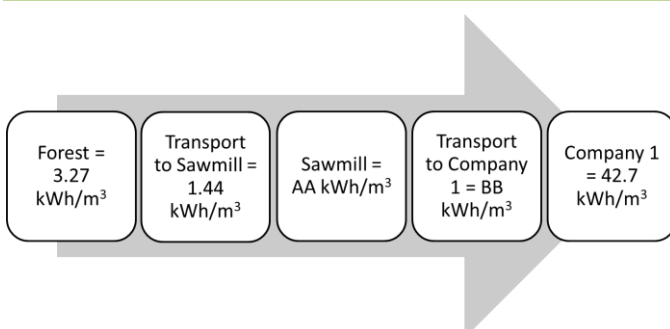 Forest =
3.27
kWh/m³
Transport
to Sawmill =
1.44
kWh/m³
Sawmill =
AA kWh/m³
Transport
to Company
1 = BB
kWh/m³
Company 1
= 42.7
kWh/m³